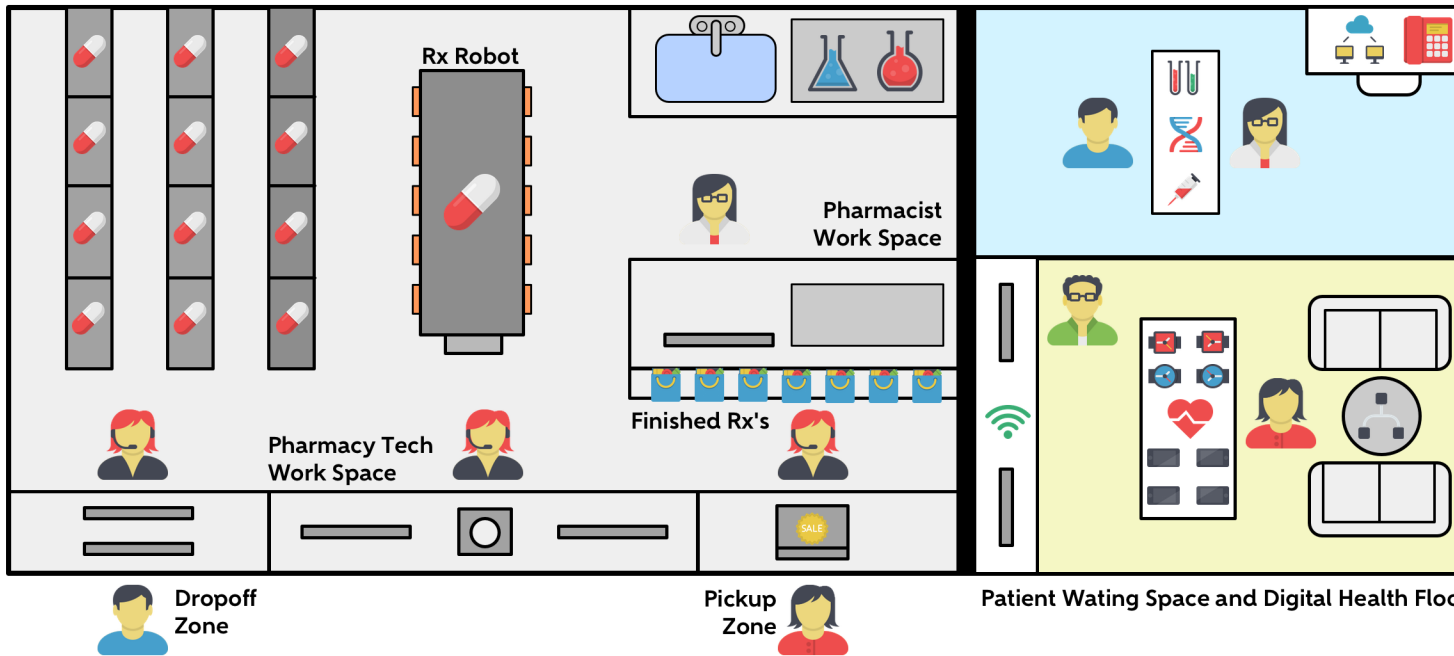 Rx Robot
Pharmacist
Work Space
Finished Rx's
Pharmacy Tech
Work Space
SALE
Dropoff
Zone
Pickup
Zone
Patient Wating Space and Digital Health Floo